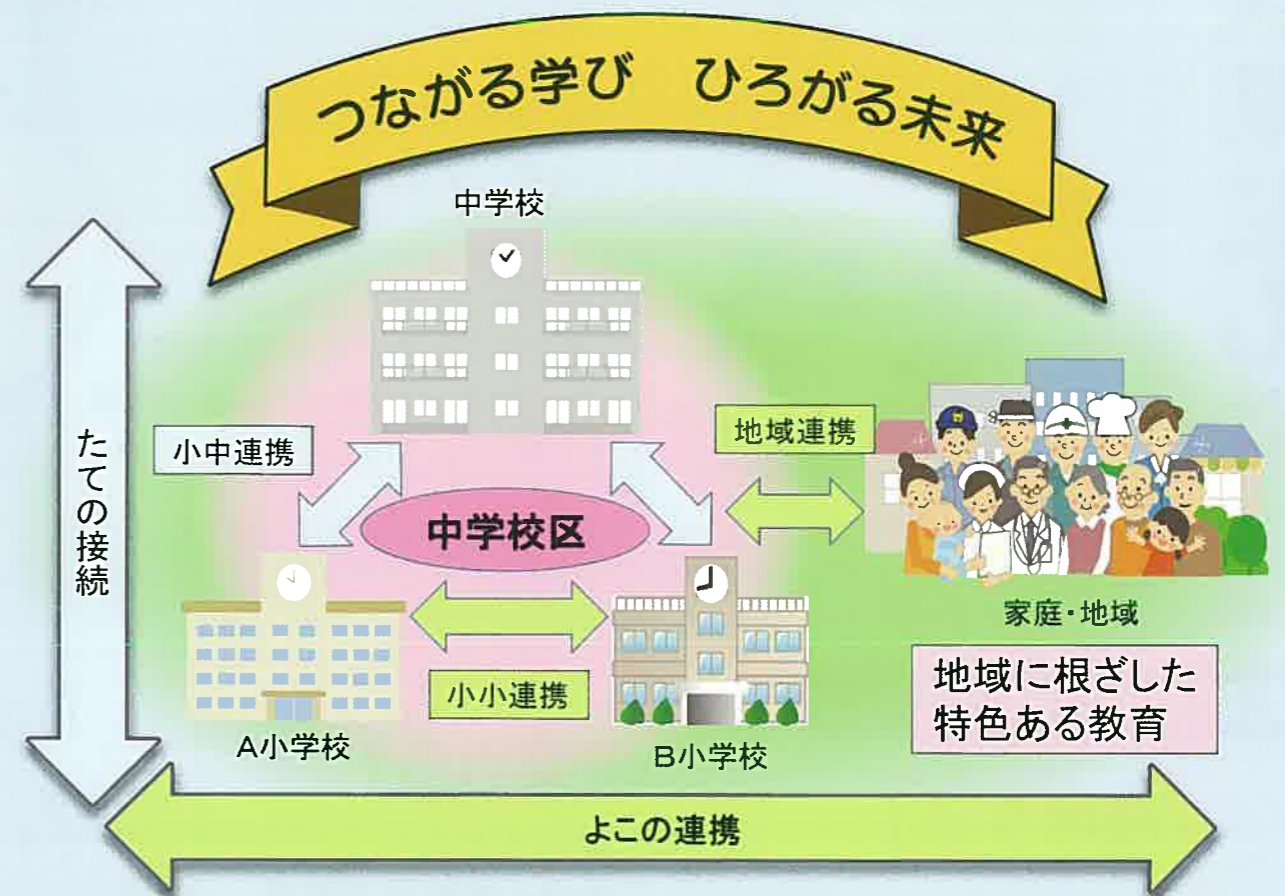 つながる学び ひろがる未来
中学校
たての接続
小中連携
地域連携
中学校区
家庭・地域
小小連携
A小学校
B小学校
地域に根ざした
特色ある教育
よこの連携